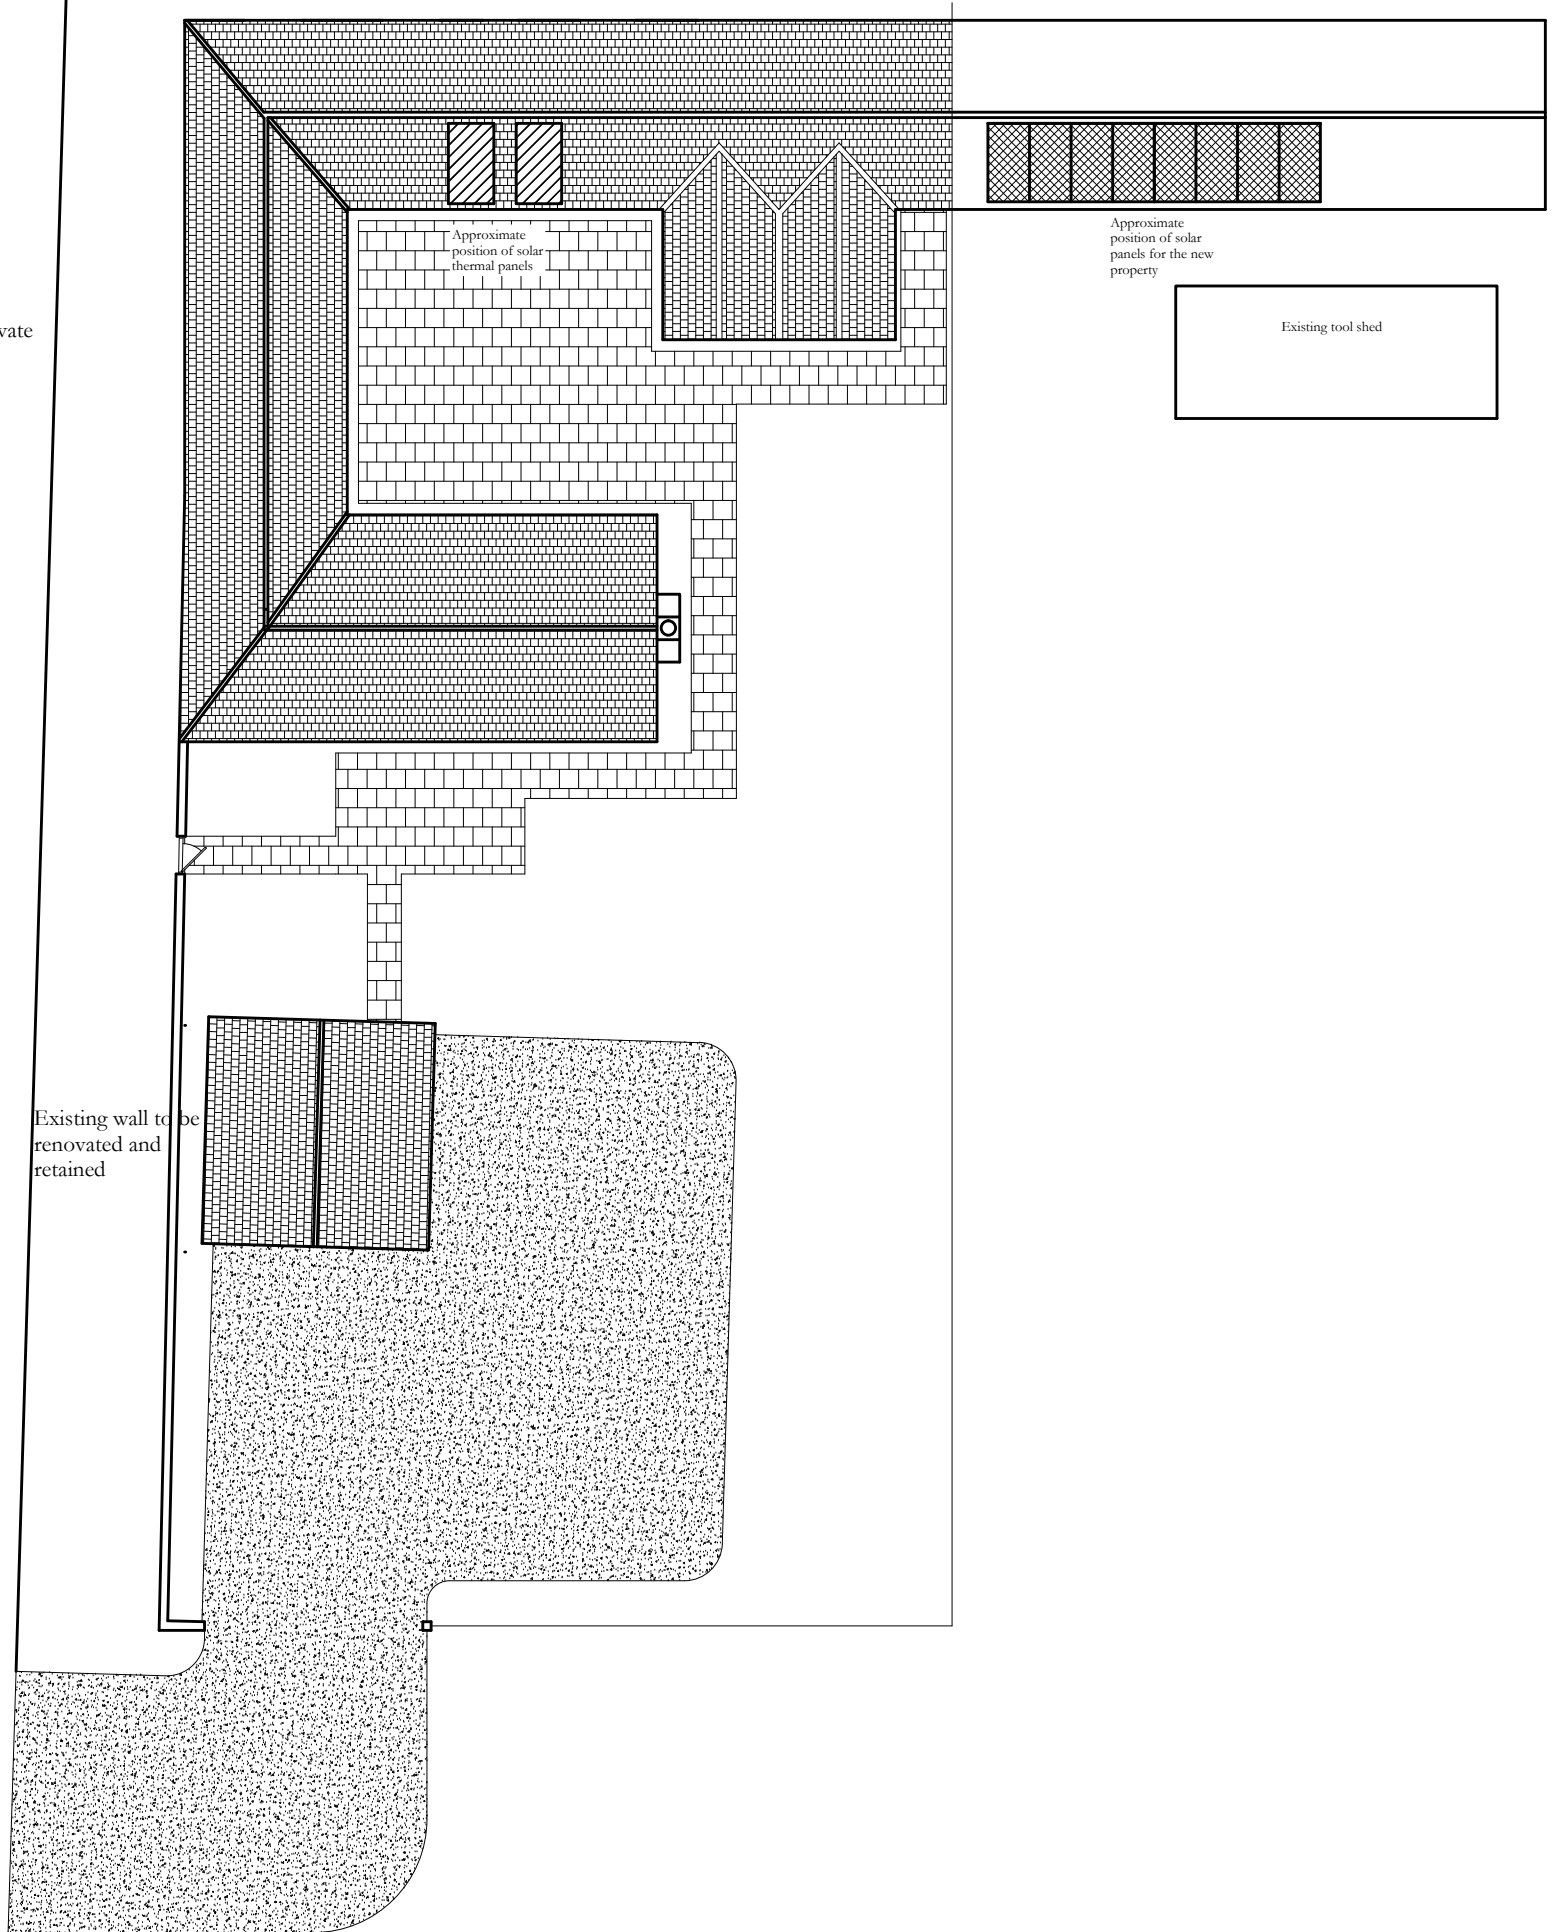 Approximate
position of solar
thermal panels
Approximate
position of solar
panels for the new
property
Existing tool shed
vate
Existing wall to be
renovated and
retained